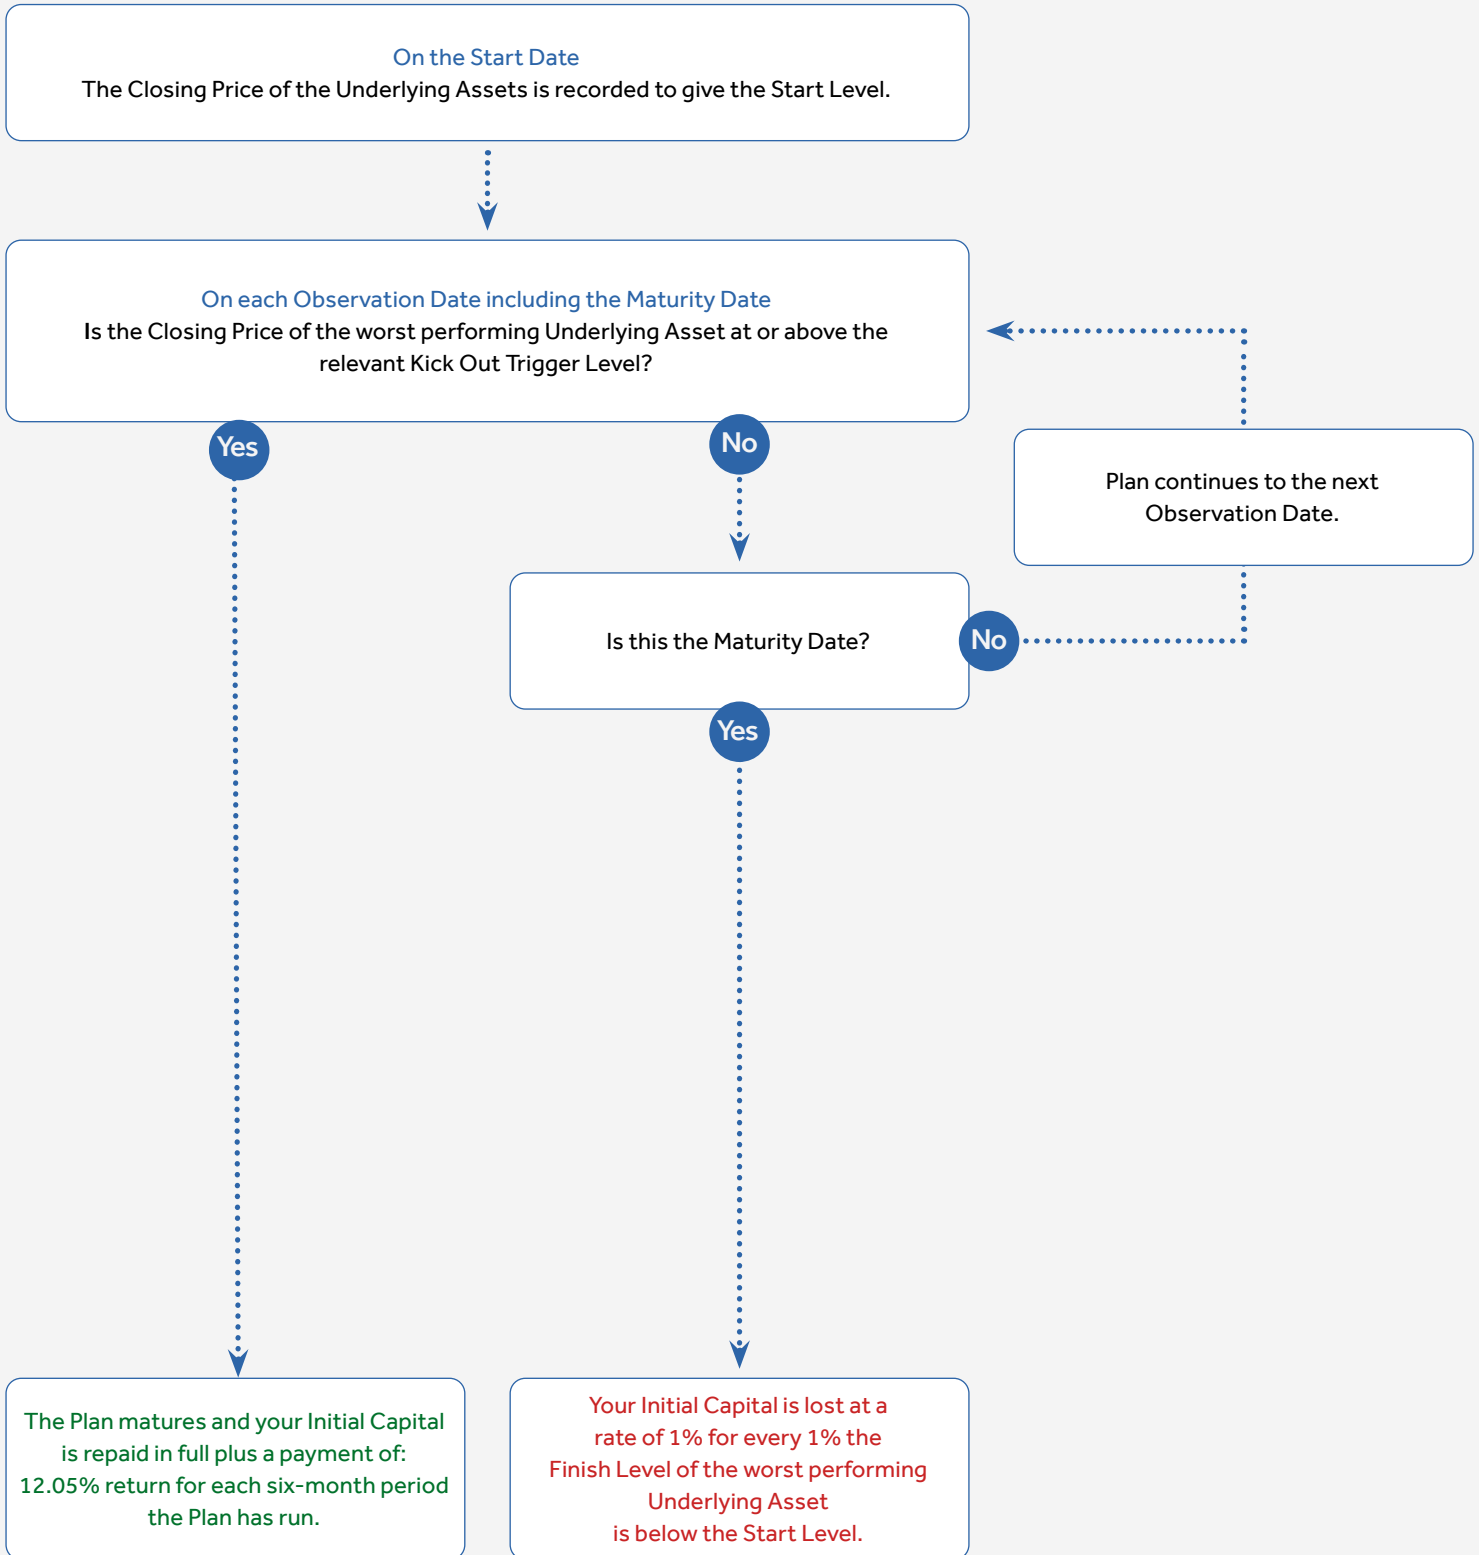 On the Start Date
The Closing Price of the Underlying Assets is recorded to give the Start Level.
On each Observation Date including the Maturity Date
Is the Closing Price of the worst performing Underlying Asset at or above the
relevant Kick Out Trigger Level?
Yes
No
Plan continues to the next
Observation Date.
Is this the Maturity Date?
No
Yes
The Plan matures and your Initial Capital
is repaid in full plus a payment of:
12.05% return for each six-month period
the Plan has run.
Your Initial Capital is lost at a
rate of 1% for every 1% the
Finish Level of the worst performing
Underlying Asset
is below the Start Level.